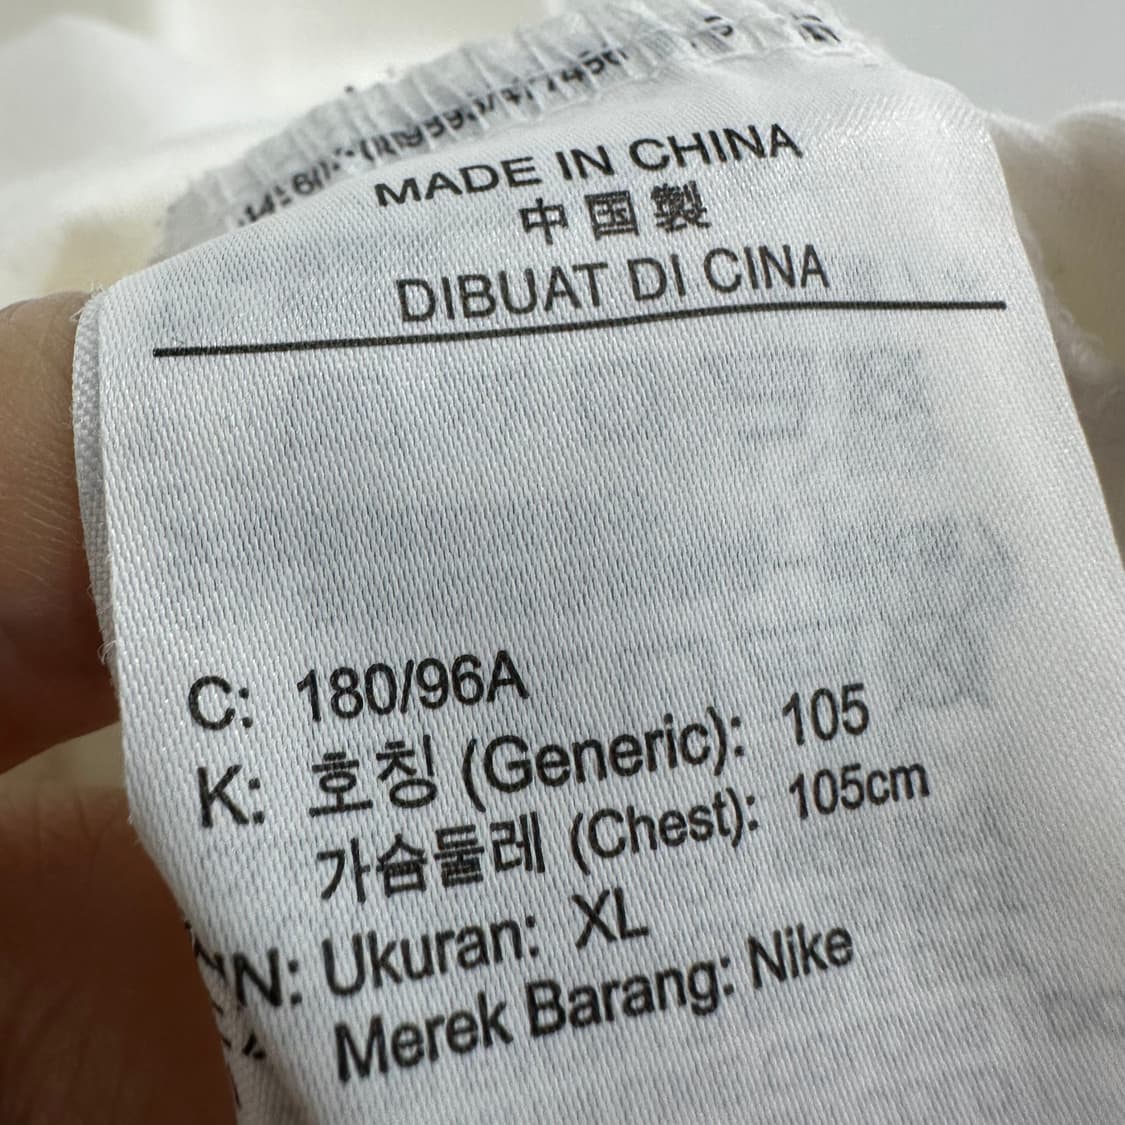 MADE IN CHINA
中国製
DIBUAT DI CINA
C: 180/96A
K: 호칭 (Generic): 105
가슴둘레 (Chest): 105cm
N: Ukuran: XL
Merek Barang: Nike